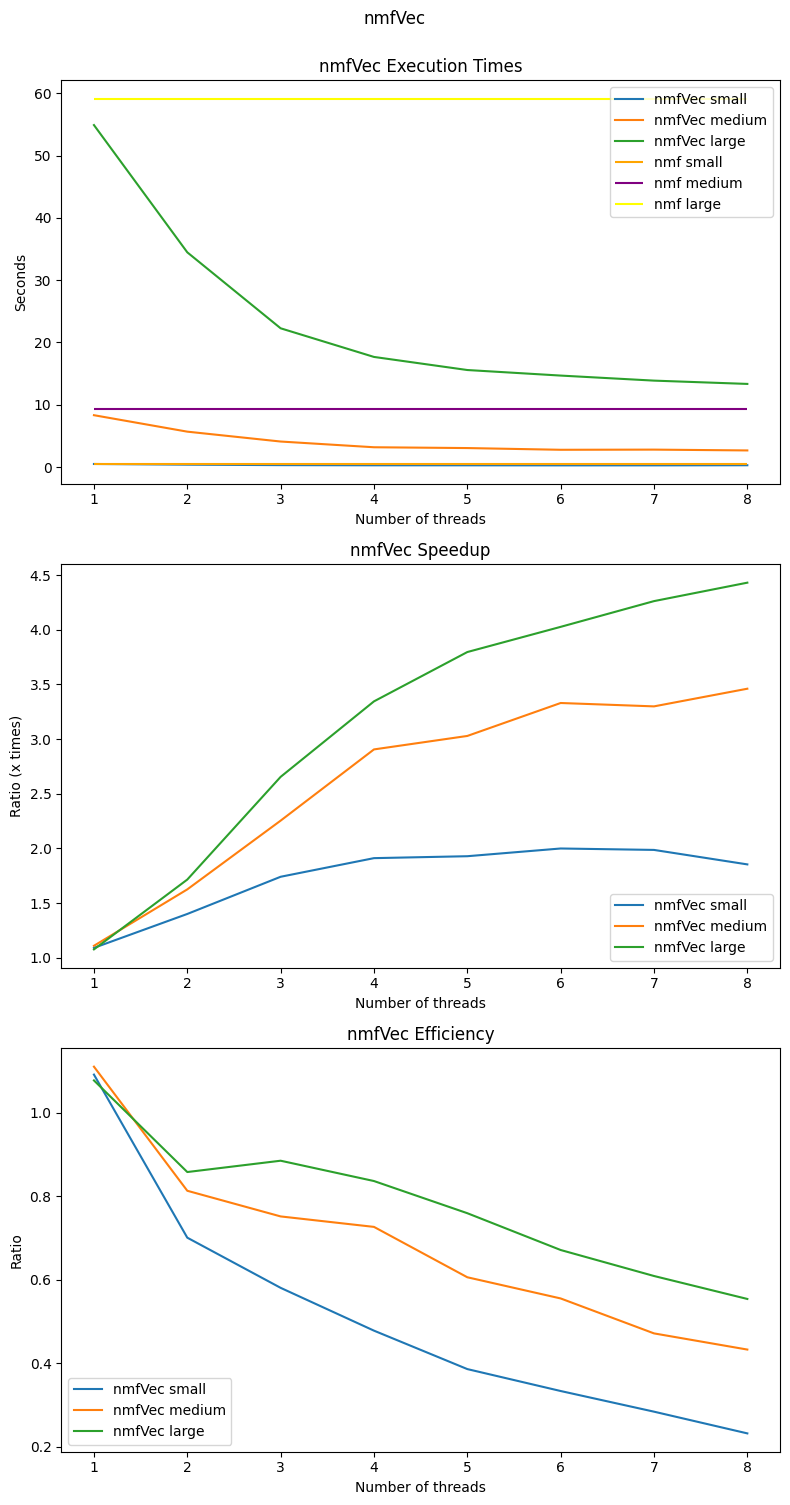 nmfVec
nmfVec Execution Times
60
50
40
30
20
10
0
Seconds
nmfVec small
nmfVec medium
nmfVec large
nmf small
nmf medium
nmf large
1 2 3 4 5 6 7 8
Number of threads
nmfVec Speedup
4.5
4.0
3.5
3.0
2.5
2.0
1.5
1.0
Ratio (x times)
nmfVec small
nmfVec medium
nmfVec large
1 2 3 4 5 6 7 8
Number of threads
nmfVec Efficiency
1.0
0.8
0.6
0.4
0.2
Ratio
nmfVec small
nmfVec medium
nmfVec large
1 2 3 4 5 6 7 8
Number of threads